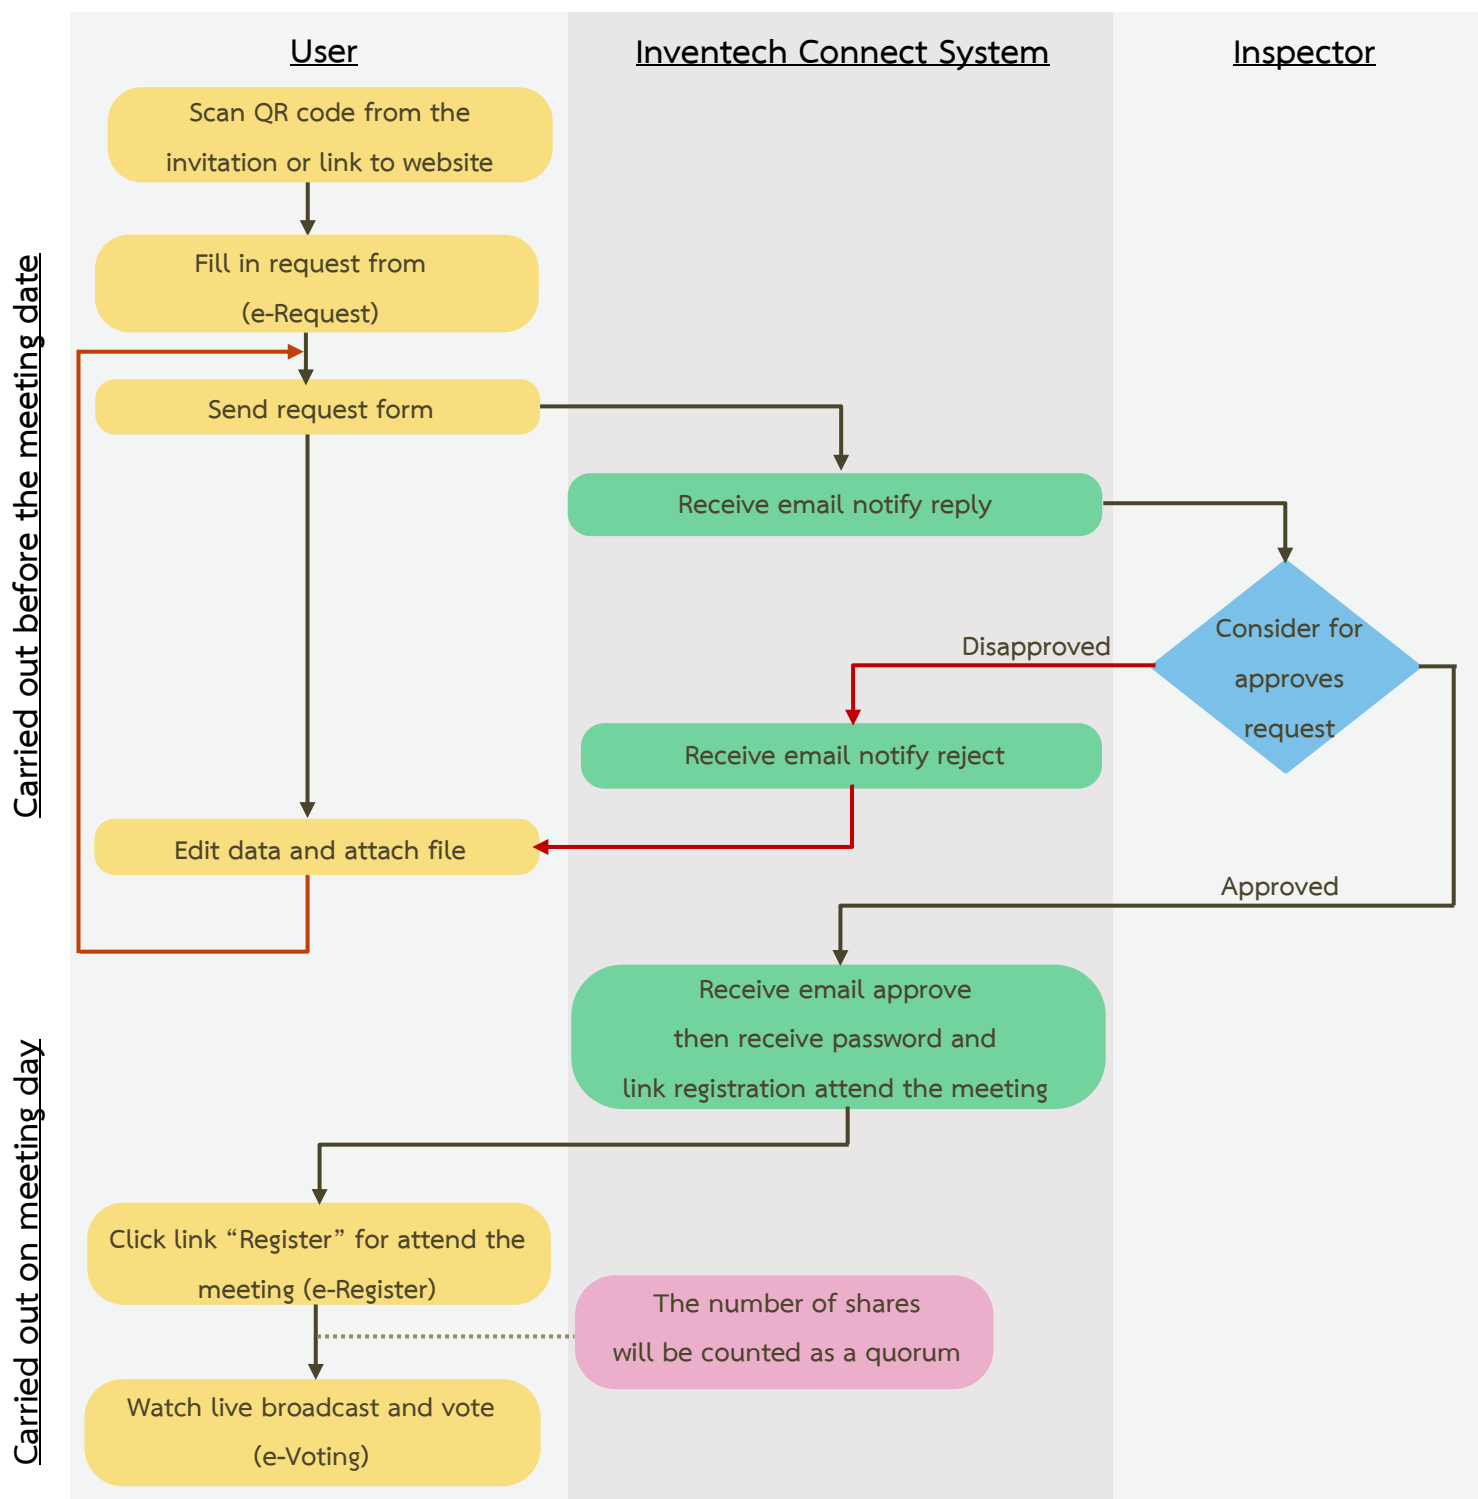 User
Inventech Connect System
Inspector
Scan QR code from the
invitation or link to website
Fill in request from
(e-Request)
Send request form
Receive email notify reply
Consider for
approves
request
Disapproved
Receive email notify reject
Edit data and attach file
Approved
Receive email approve
then receive password and
link registration attend the meeting
Click link “Register” for attend the
meeting (e-Register)
The number of shares
will be counted as a quorum
Watch live broadcast and vote
(e-Voting)
Carried out before the meeting date
Carried out on meeting day